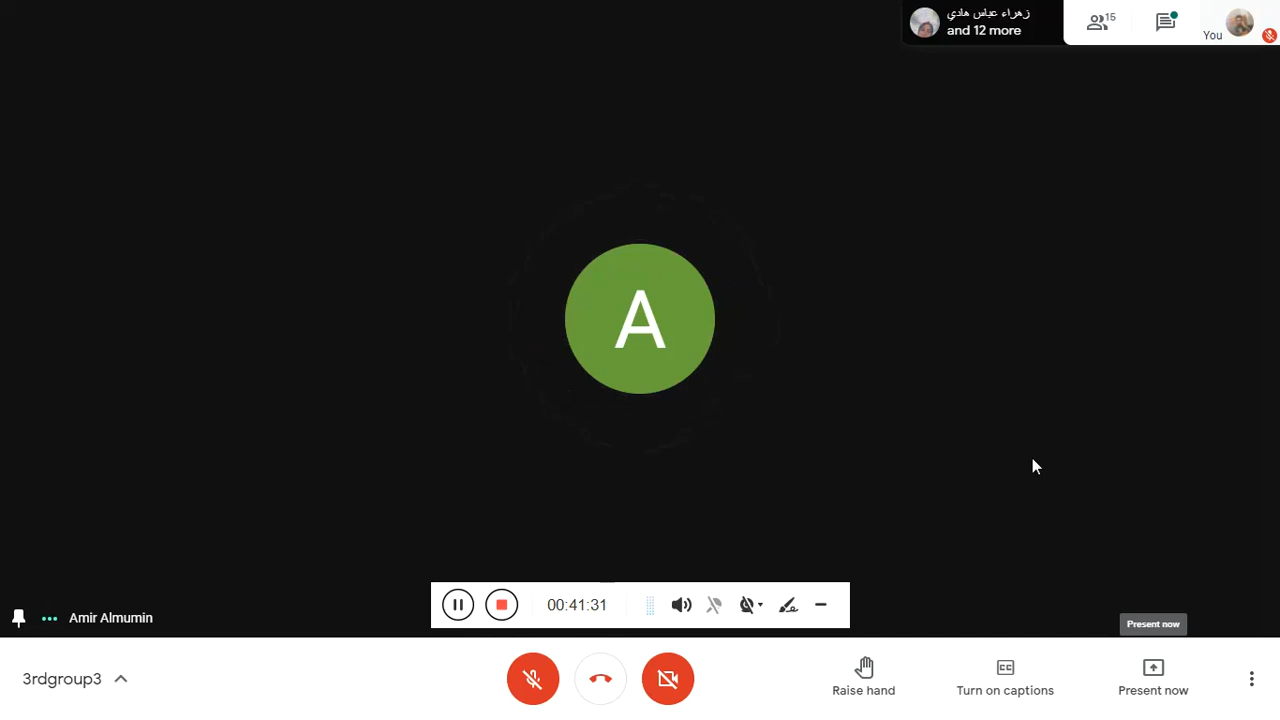 زهراء عباس هادي
and 12 more
15
You
A
00:41:31
Amir Almumin
Present now
3rdgroup3
CC
Raise hand
Turn on captions
Present now